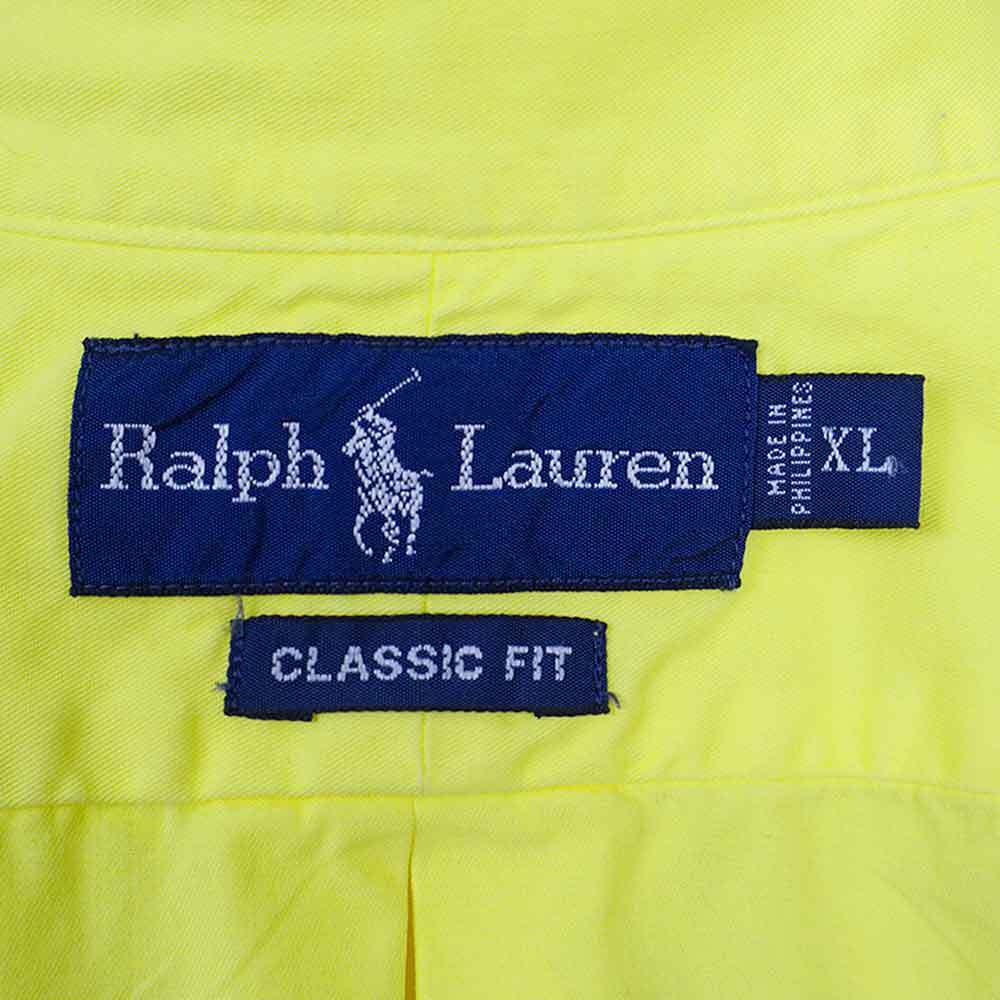 Ralph Lauren
MADE IN
PHILIPPINES
XL
CLASSIC FIT